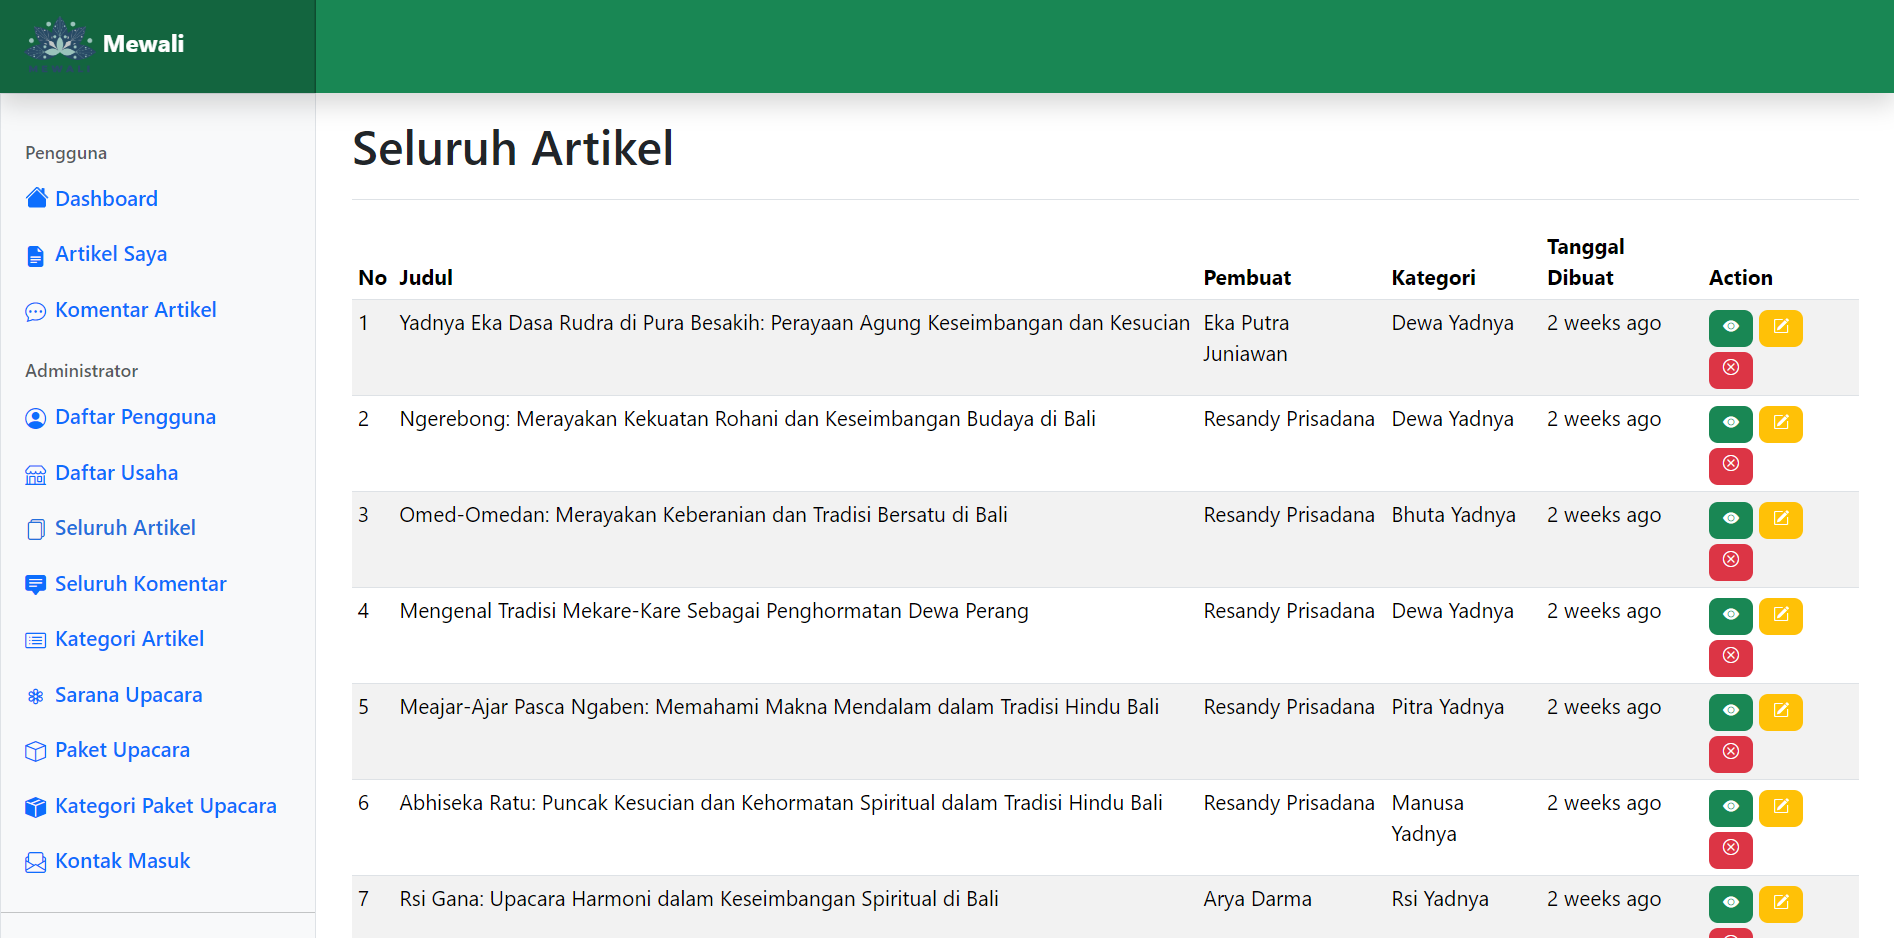 Mewali
Pengguna
Dashboard
Artikel Saya
Komentar Artikel
Administrator
Daftar Pengguna
Daftar Usaha
Seluruh Artikel
Seluruh Komentar
Kategori Artikel
Sarana Upacara
Paket Upacara
Kategori Paket Upacara
Kontak Masuk
Seluruh Artikel
No Judul Pembuat Kategori Tanggal Dibuat Action
1 Yadnya Eka Dasa Rudra di Pura Besakih: Perayaan Agung Keseimbangan dan Kesucian Eka Putra Juniawan Dewa Yadnya 2 weeks ago
2 Ngerebong: Merayakan Kekuatan Rohani dan Keseimbangan Budaya di Bali Resandy Prisadana Dewa Yadnya 2 weeks ago
3 Omed-Omedan: Merayakan Keberanian dan Tradisi Bersatu di Bali Resandy Prisadana Bhuta Yadnya 2 weeks ago
4 Mengenal Tradisi Mekare-Kare Sebagai Penghormatan Dewa Perang Resandy Prisadana Dewa Yadnya 2 weeks ago
5 Meajar-Ajar Pasca Ngaben: Memahami Makna Mendalam dalam Tradisi Hindu Bali Resandy Prisadana Pitra Yadnya 2 weeks ago
6 Abhiseka Ratu: Puncak Kesucian dan Kehormatan Spiritual dalam Tradisi Hindu Bali Resandy Prisadana Manusa Yadnya 2 weeks ago
7 Rsi Gana: Upacara Harmoni dalam Keseimbangan Spiritual di Bali Arya Darma Rsi Yadnya 2 weeks ago